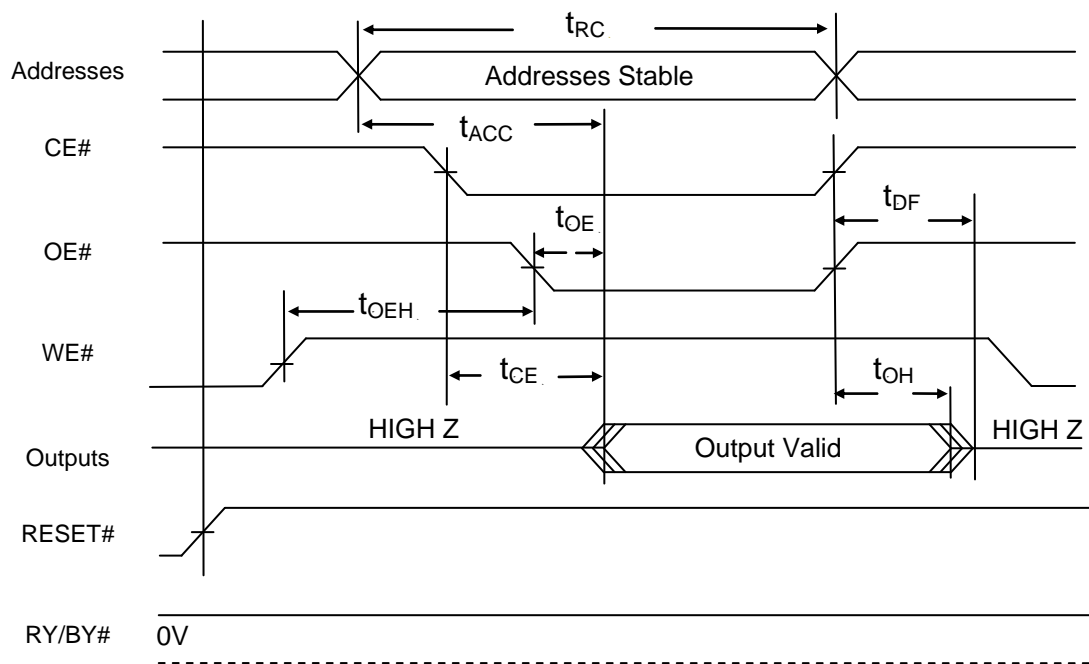 tRC
Addresses
Addresses Stable
tACC
CE#
tDF
tOE
OE#
tOEH
WE#
tCE
tOH
HIGH Z
HIGH Z
Output Valid
Outputs
RESET#
RY/BY#
0V